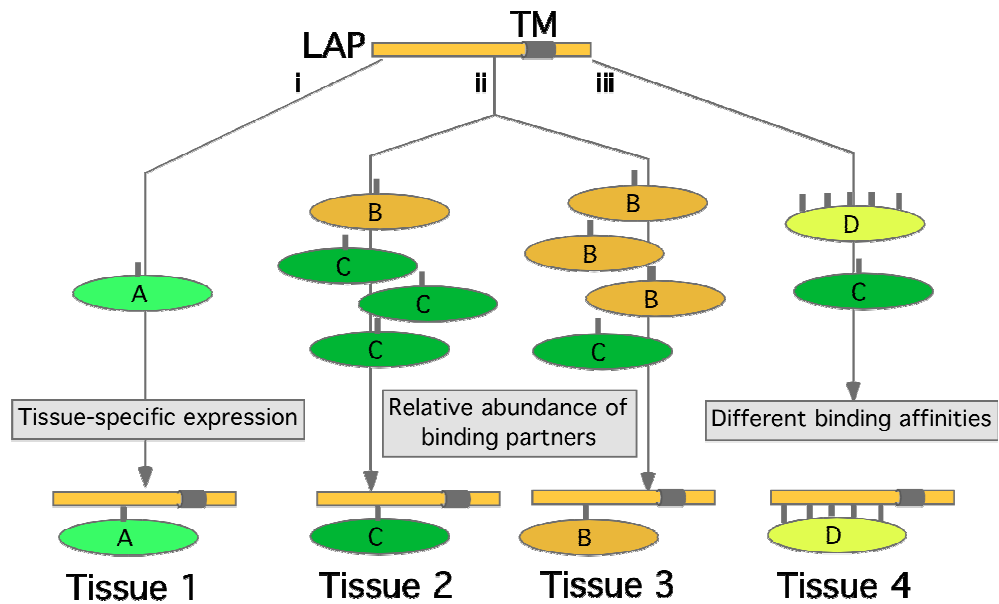 TM
LAP
i
ii
iii
B
B
D
C
B
A
C
B
C
C
C
Tissue-specific expression
Relative abundance of
binding partners
Different binding affinities
A
C
B
D
Tissue 1
Tissue 2
Tissue 3
Tissue 4